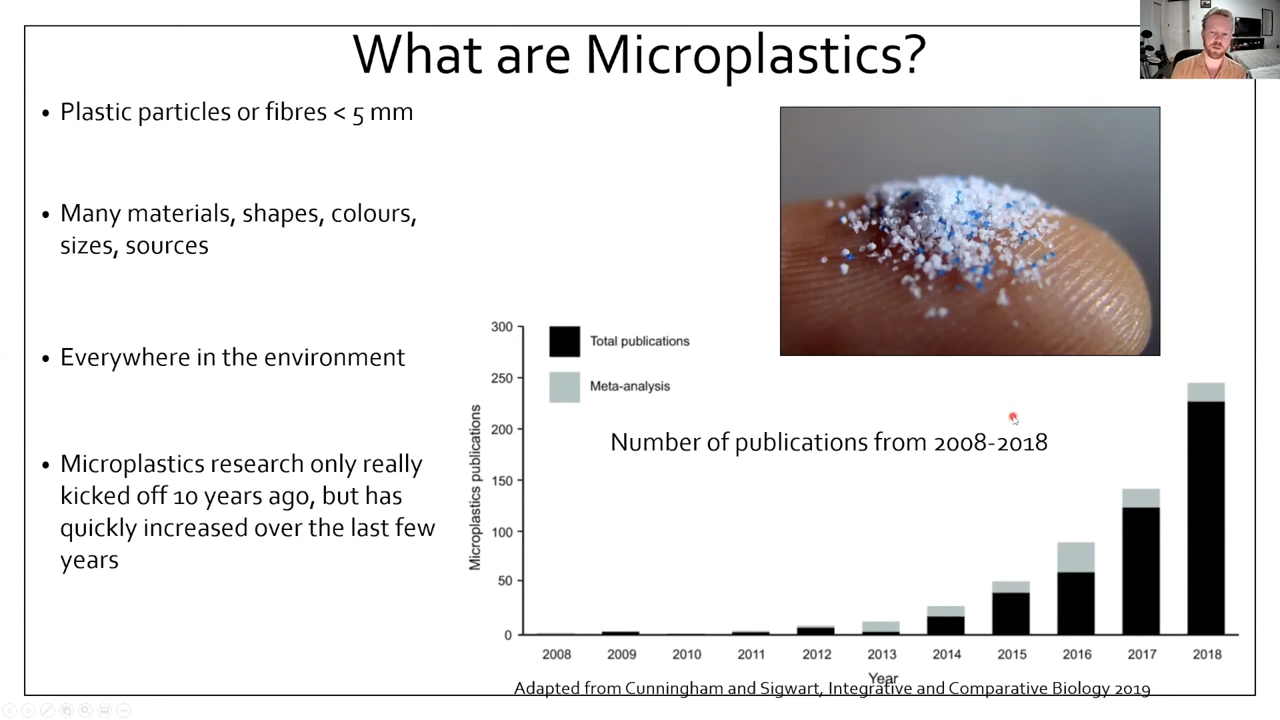 What are Microplastics?
• Plastic particles or fibres < 5 mm
• Many materials, shapes, colours,
sizes, sources
• Everywhere in the environment
• Microplastics research only really
kicked off 10 years ago, but has
quickly increased over the last few
years
Total publications
Meta-analysis
Number of publications from 2008-2018
Microplastics publications
300
250
200
150
100
50
0
2008 2009 2010 2011 2012 2013 2014 2015 2016 2017 2018
Year
Adapted from Cunningham and Sigwart, Integrative and Comparative Biology 2019